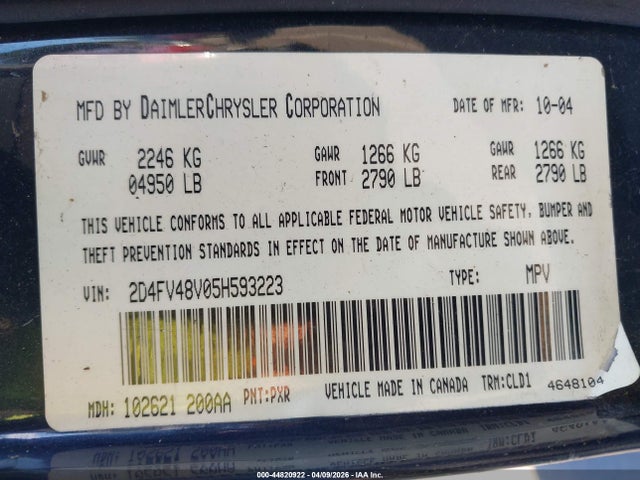 MFD BY DAIMLERCHRYSLER CORPORATION DATE OF MFR: 10-04
GVWR 2246 KG GAWR 1266 KG GAWR 1266 KG
04950 LB FRONT 2790 LB REAR 2790 LB
THIS VEHICLE CONFORMS TO ALL APPLICABLE FEDERAL MOTOR VEHICLE SAFETY, BUMPER AND
THEFT PREVENTION STANDARDS IN EFFECT ON THE DATE OF MANUFACTURE SHOWN ABOVE.
VIN: 2D4FV48V05H593223 TYPE: MPV
MDH: 102621 200AA PNT:PXR VEHICLE MADE IN CANADA TRM:CLD1 4648104
000-44820922 - 04/09/2026 - IAA Inc.